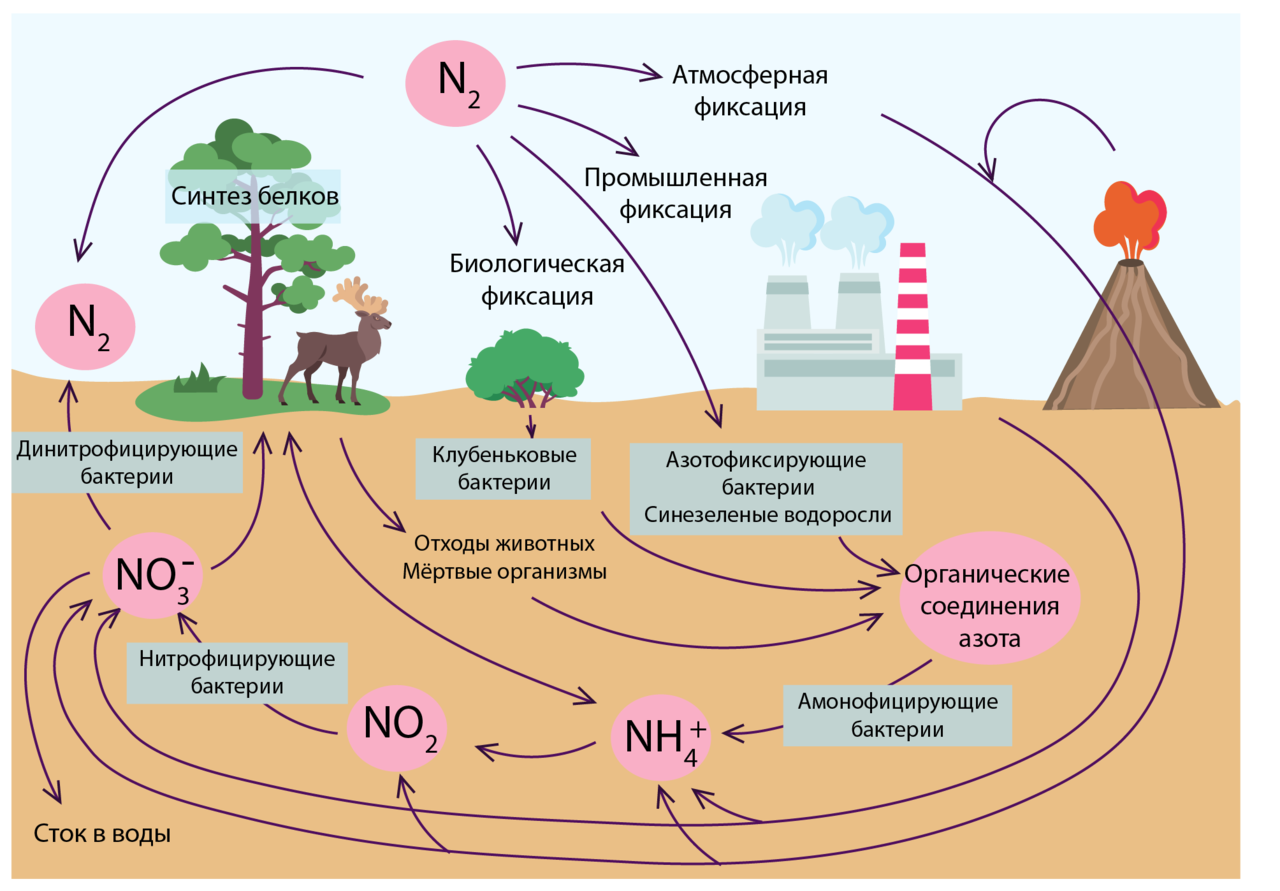 N2
Атмосферная
фиксация
Промышленная
фиксация
Синтез белков
Биологическая
фиксация
N2
Динитрофицирующие
бактерии
Клубеньковые
бактерии
Азотофиксирующие
бактерии
Синезеленые водоросли
Отходы животных
Мёртвые организмы
NO3-
Органические
соединения
азота
Нитрофицирующие
бактерии
NO2
NH4+
Амонофицирующие
бактерии
Сток в воды